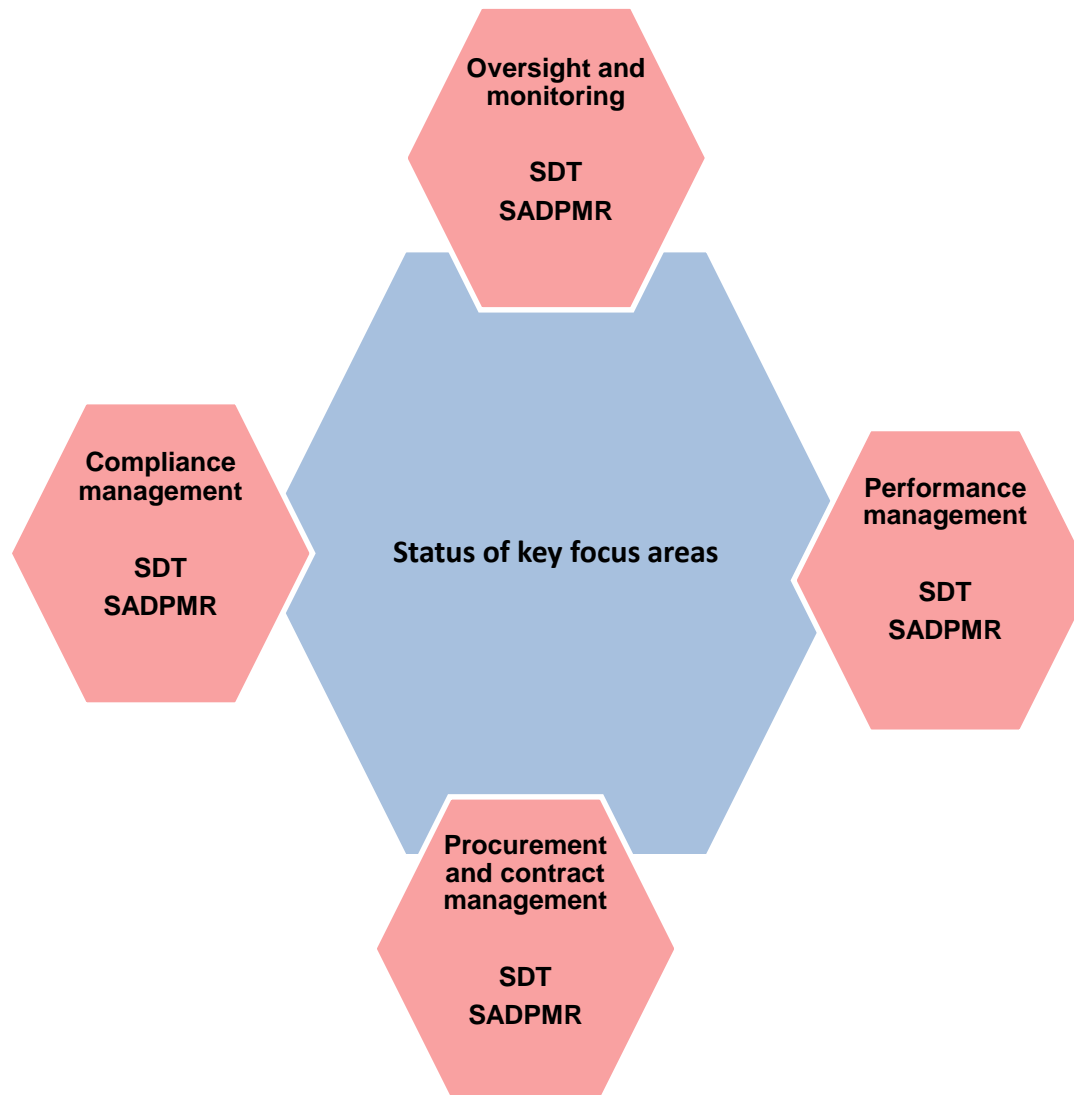 Oversight and
monitoring
SDT
SADPMR
Compliance
management
SDT
SADPMR
Status of key focus areas
Performance
management
SDT
SADPMR
Procurement
and contract
management
SDT
SADPMR